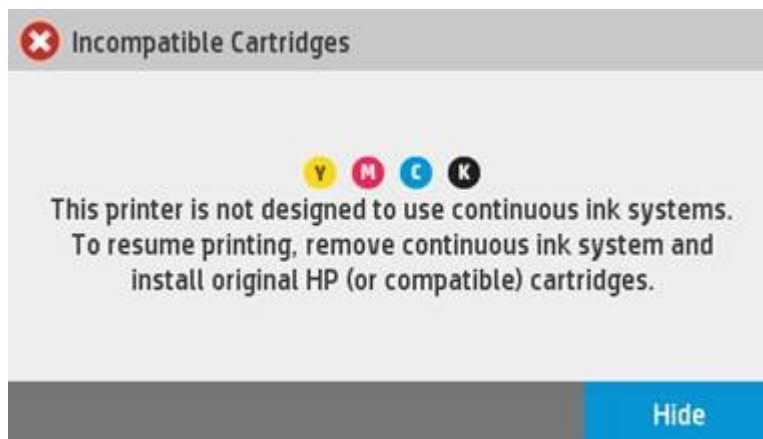 Incompatible Cartridges
Y M C K
This printer is not designed to use continuous ink systems.
To resume printing, remove continuous ink system and
install original HP (or compatible) cartridges.
Hide